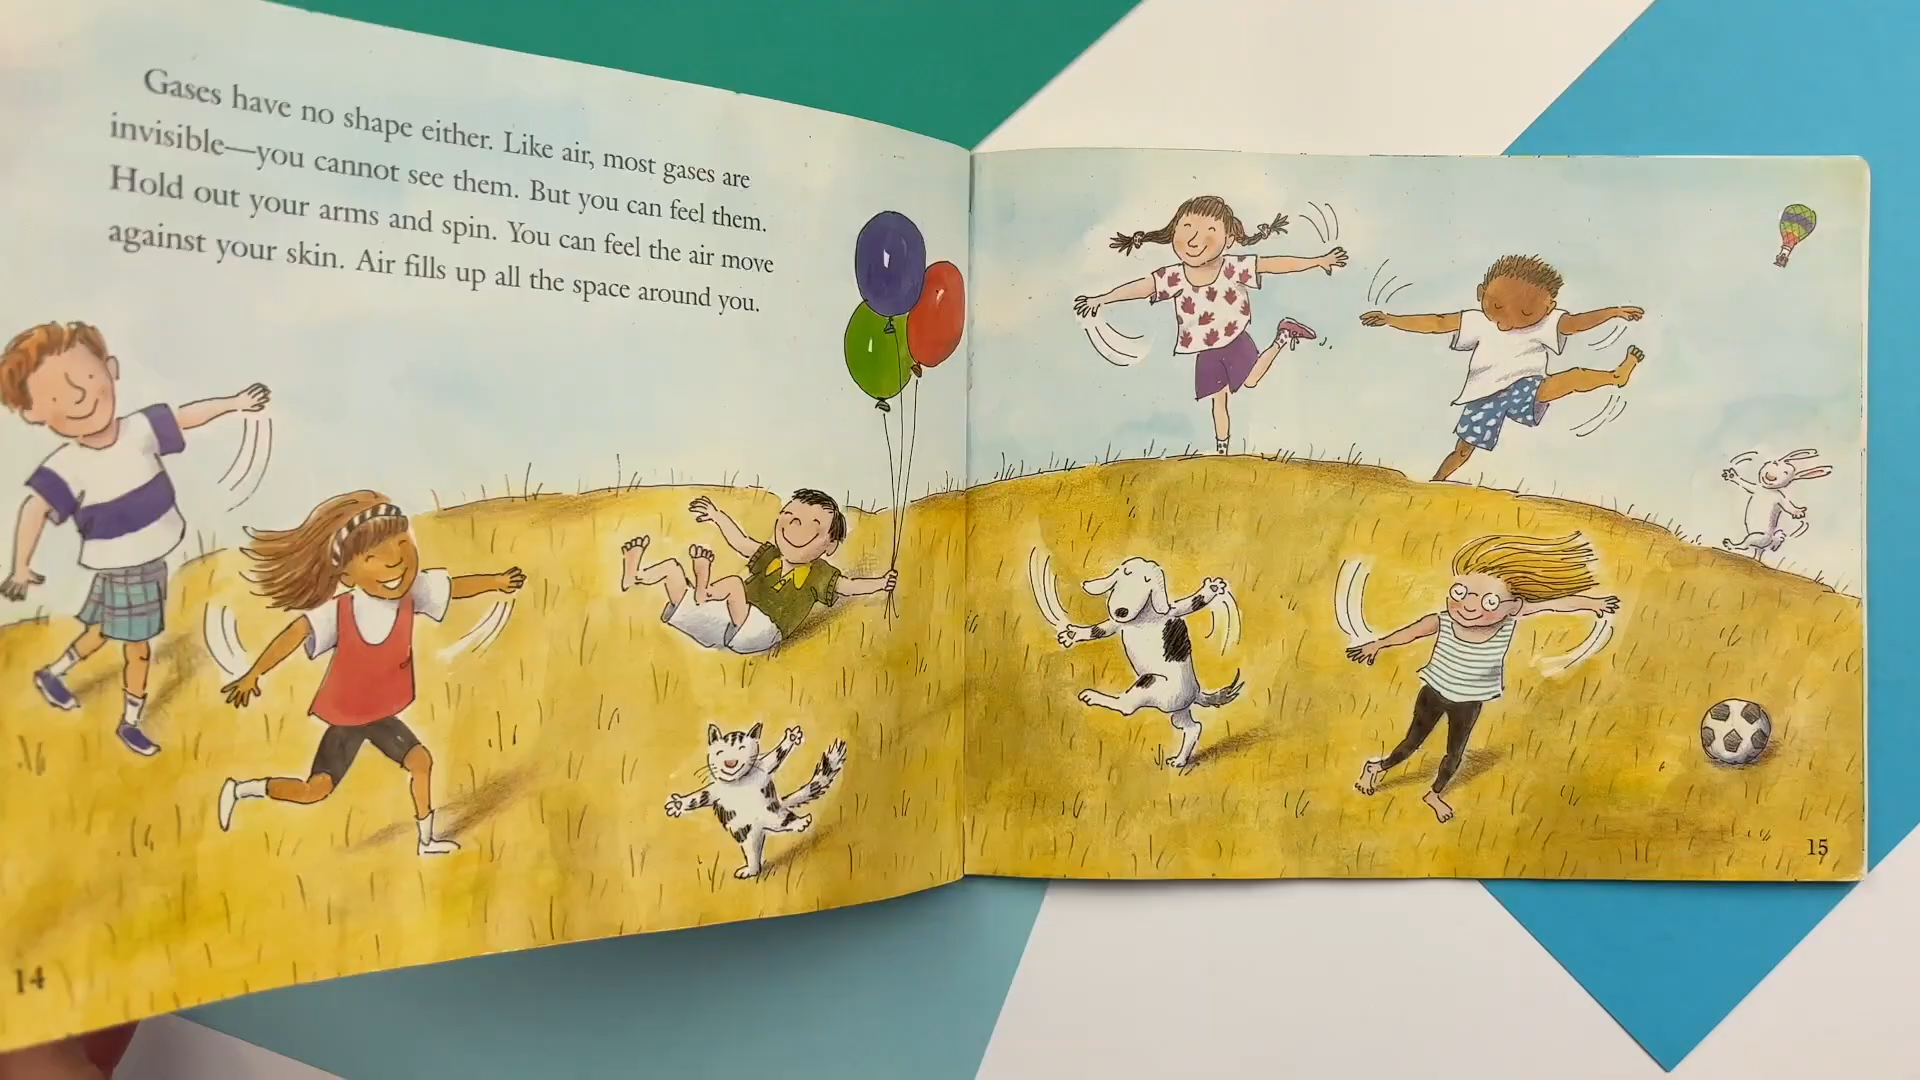 Gases have no shape either. Like air, most gases are
invisible—you cannot see them. But you can feel them.
Hold out your arms and spin. You can feel the air move
against your skin. Air fills up all the space around you.
14
15